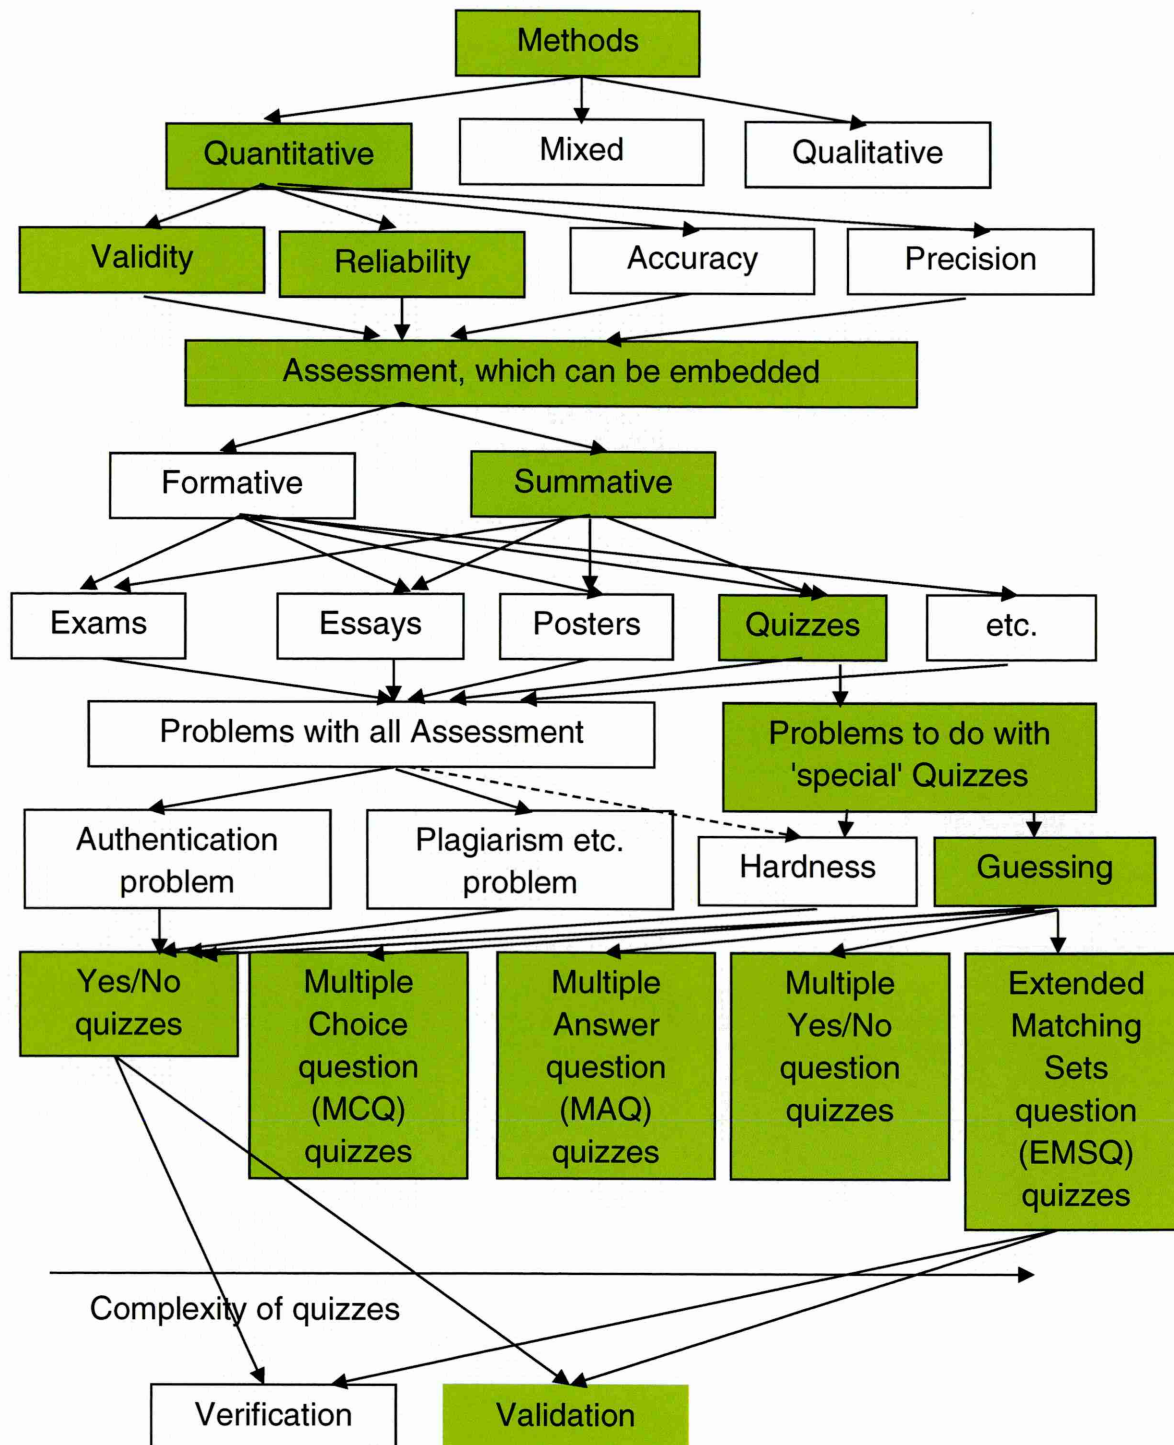 Methods
Quantitative
Mixed
Qualitative
Validity
Reliability
Accuracy
Precision
Assessment, which can be embedded
Formative
Summative
Exams
Essays
Posters
Quizzes
etc.
Problems with all Assessment
Problems to do with
'special' Quizzes
Authentication
problem
Plagiarism etc.
problem
Hardness
Guessing
Yes/No
quizzes
Multiple
Choice
question
(MCQ)
quizzes
Multiple
Answer
question
(MAQ)
quizzes
Multiple
Yes/No
question
quizzes
Extended
Matching
Sets
question
(EMSQ)
quizzes
Complexity of quizzes
Verification
Validation